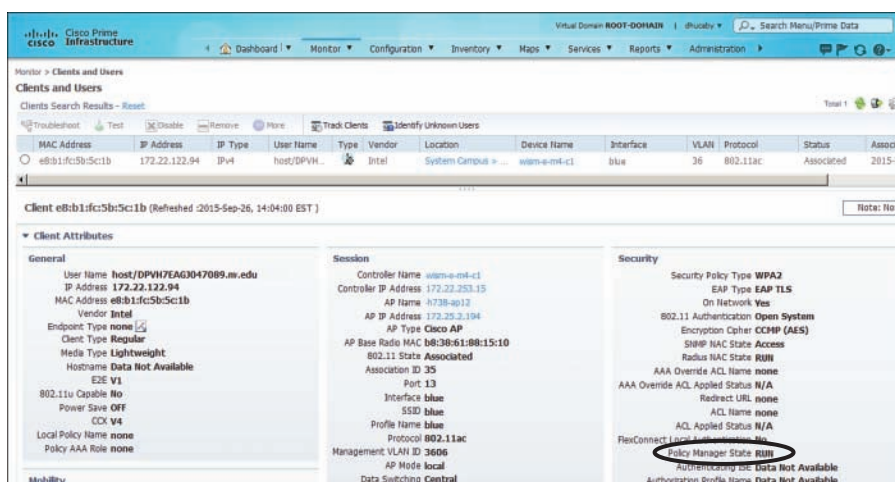 Virtual Domain ROOT-DOMAIN | dhucaby ▼ Search Menu/Prime Data
cisco Cisco Prime Infrastructure
Dashboard Monitor Configuration Inventory Maps Services Reports Administration
Monitor > Clients and Users
Clients and Users
Clients Search Results - Reset Total 1
Troubleshoot Test Disable Remove More Track Clients Identify Unknown Users
MAC Address IP Address IP Type User Name Type Vendor Location Device Name Interface VLAN Protocol Status Associ
e8:b1:fc:5b:5c:1b 172.22.122.94 IPv4 host/DPVH... Intel System Campus > ... wism-e-m4-c1 blue 36 802.11ac Associated 2015-
Client e8:b1:fc:5b:5c:1b (Refreshed :2015-Sep-26, 14:04:00 EST ) Note: No
Client Attributes
General
User Name host/DPVH7EAGJ047089.nv.edu
IP Address 172.22.122.94
MAC Address e8:b1:fc:5b:5c:1b
Vendor Intel
Endpoint Type none
Client Type Regular
Media Type Lightweight
Hostname Data Not Available
E2E V1
802.11u Capable No
Power Save OFF
CCX V4
Local Policy Name none
Policy AAA Role none
Mobility
Session
Controller Name wism-e-m4-c1
Controller IP Address 172.22.253.15
AP Name h738-ap12
AP IP Address 172.25.2.194
AP Type Cisco AP
AP Base Radio MAC b8:38:61:88:15:10
802.11 State Associated
Association ID 35
Port 13
Interface blue
SSID blue
Profile Name blue
Protocol 802.11ac
Management VLAN ID 3606
AP Mode local
Data Switching Central
Security
Security Policy Type WPA2
EAP Type EAP TLS
On Network Yes
802.11 Authentication Open System
Encryption Cipher CCMP (AES)
SNMP NAC State Access
Radius NAC State RUN
AAA Override ACL Name none
AAA Override ACL Applied Status N/A
Redirect URL none
ACL Name none
ACL Applied Status N/A
FlexConnect Local Authentication No
Policy Manager State RUN
Authenticating ISE Data Not Available
Authorization Profile Name Data Not Available